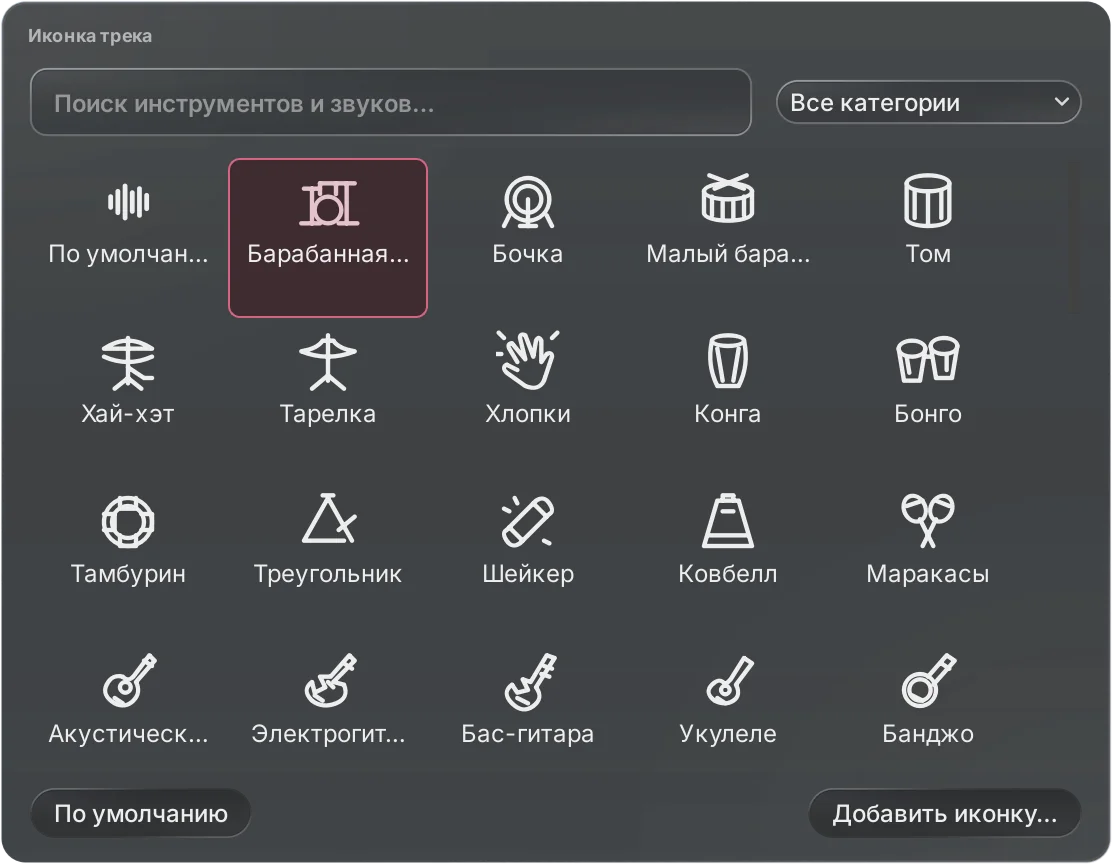 Иконка трека
Поиск инструментов и звуков...
Все категории
По умолчан...
Барабанная...
Бочка
Малый бара...
Том
Хай-хэт
Тарелка
Хлопки
Конга
Бонго
Тамбурин
Треугольник
Шейкер
Ковбелл
Маракасы
Акустическ...
Электрогит...
Бас-гитара
Укулеле
Банджо
По умолчанию
Добавить иконку...